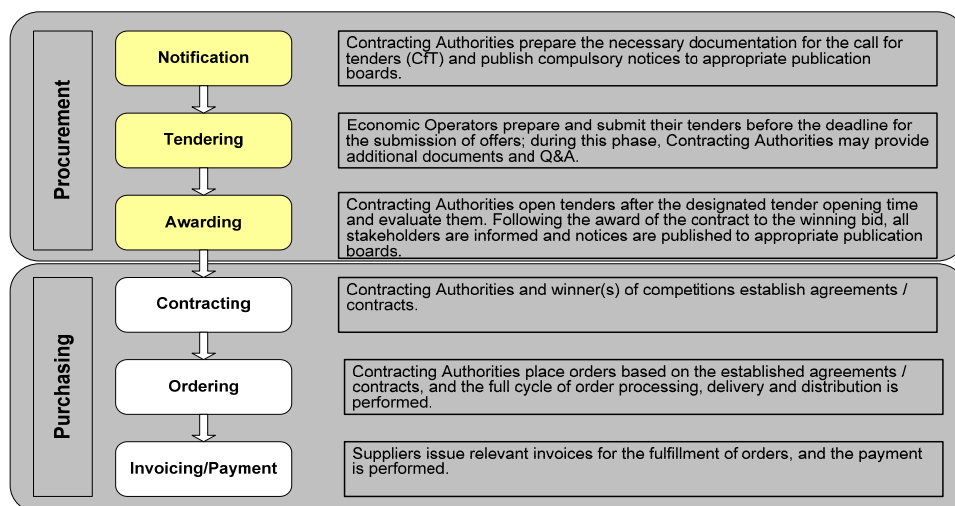 Procurement
Notification
Contracting Authorities prepare the necessary documentation for the call for
tenders (CfT) and publish compulsory notices to appropriate publication
boards.
Tendering
Economic Operators prepare and submit their tenders before the deadline for
the submission of offers; during this phase, Contracting Authorities may provide
additional documents and Q&A.
Awarding
Contracting Authorities open tenders after the designated tender opening time
and evaluate them. Following the award of the contract to the winning bid, all
stakeholders are informed and notices are published to appropriate publication
boards.
Purchasing
Contracting
Contracting Authorities and winner(s) of competitions establish agreements /
contracts.
Ordering
Contracting Authorities place orders based on the established agreements /
contracts, and the full cycle of order processing, delivery and distribution is
performed.
Invoicing/Payment
Suppliers issue relevant invoices for the fulfillment of orders, and the payment
is performed.